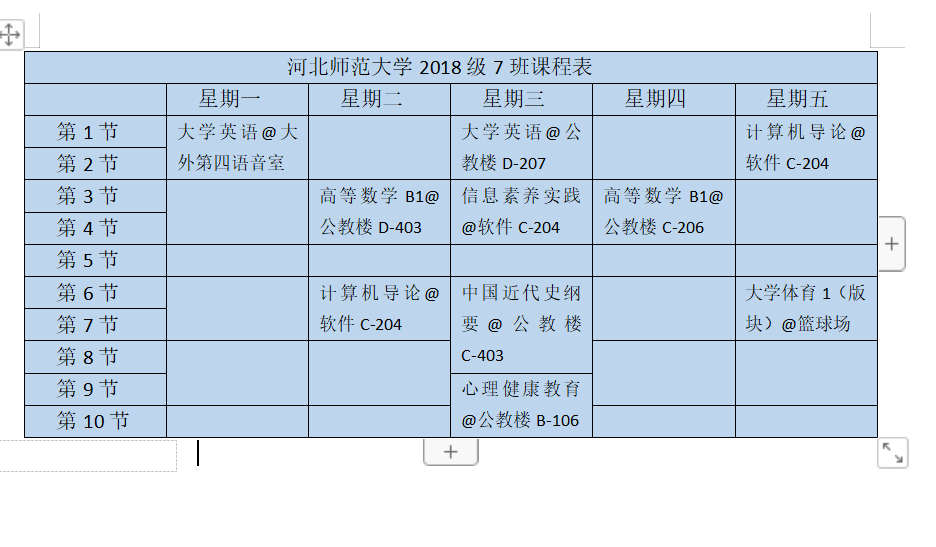 河北师范大学 2018 级 7 班课程表
星期一 星期二 星期三 星期四 星期五
第 1 节
第 2 节
大学英语@大
外第四语音室
大学英语@公
教楼 D-207
计算机导论@
软件 C-204
第 3 节
第 4 节
高等数学 B1@
公教楼 D-403
信息素养实践
@软件 C-204
高等数学 B1@
公教楼 C-206
第 5 节
第 6 节
第 7 节
第 8 节
计算机导论@
软件 C-204
中国近代史纲
要@公教楼
C-403
大学体育 1（版
块）@篮球场
第 9 节
第 10 节
心理健康教育
@公教楼 B-106